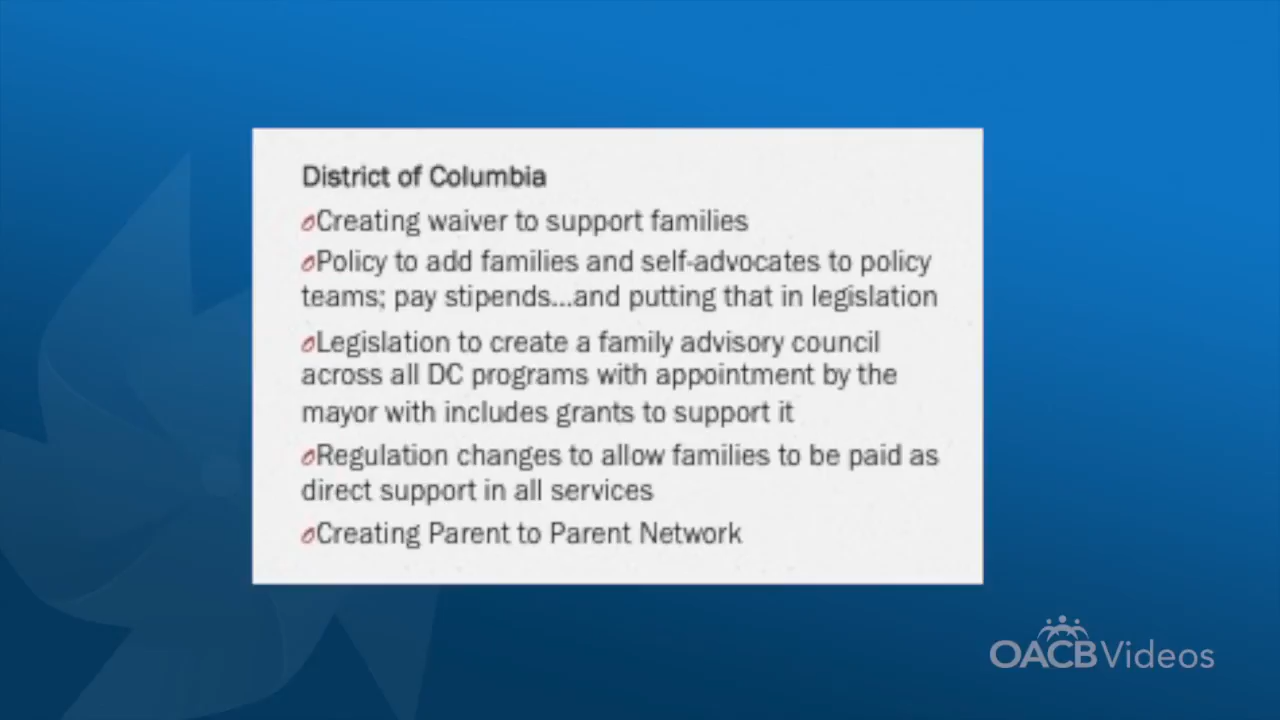 District of Columbia
Creating waiver to support families
Policy to add families and self-advocates to policy
teams; pay stipends...and putting that in legislation
Legislation to create a family advisory council
across all DC programs with appointment by the
mayor with includes grants to support it
Regulation changes to allow families to be paid as
direct support in all services
Creating Parent to Parent Network
OACBVideos